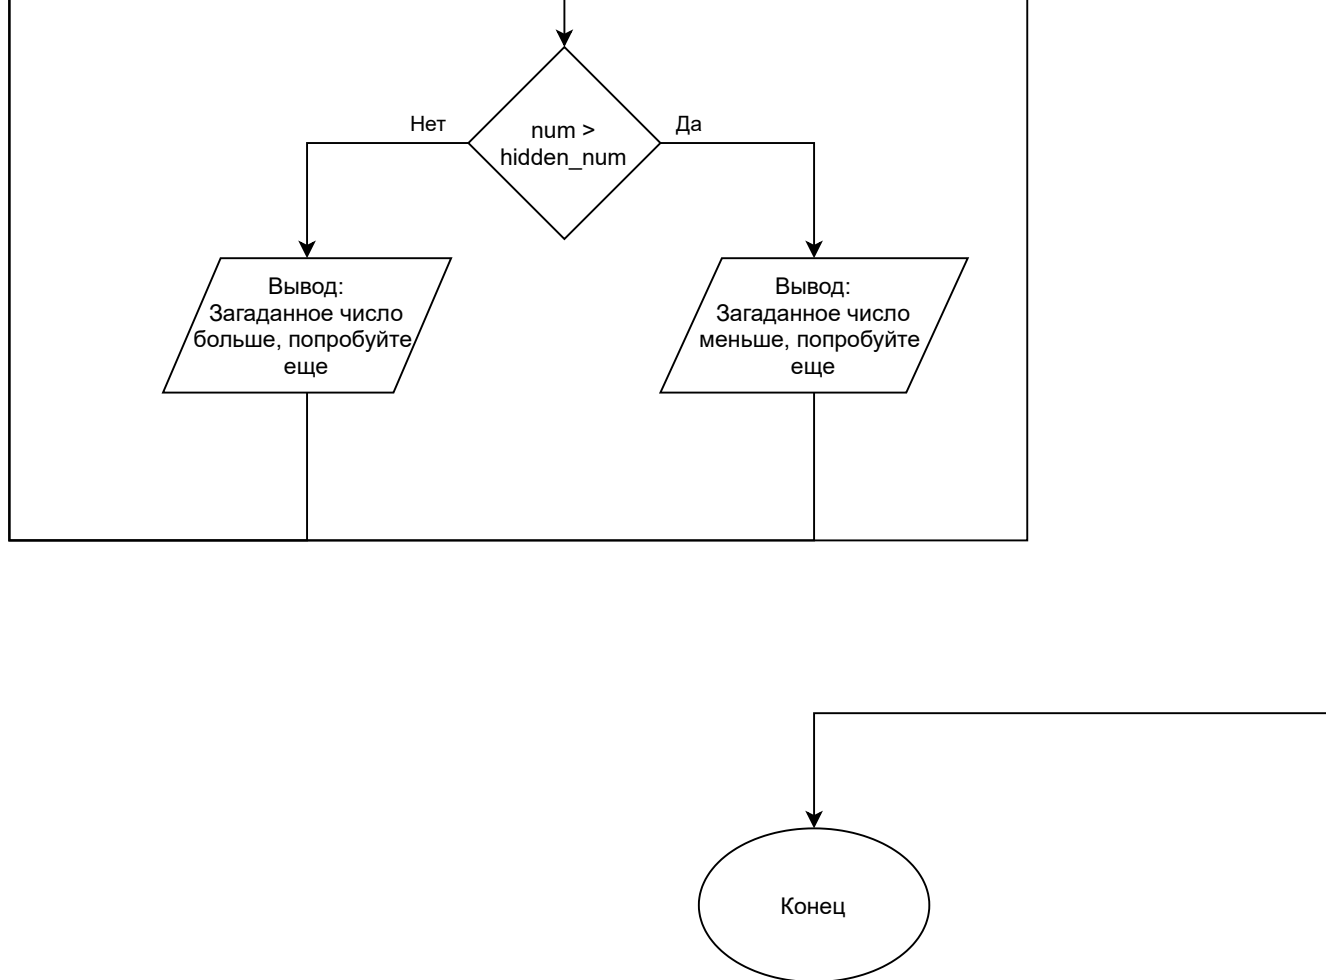 Нет
Да
num >
hidden_num
Вывод:
Загаданное число
больше, попробуйте
еще
Вывод:
Загаданное число
меньше, попробуйте
еще
Конец